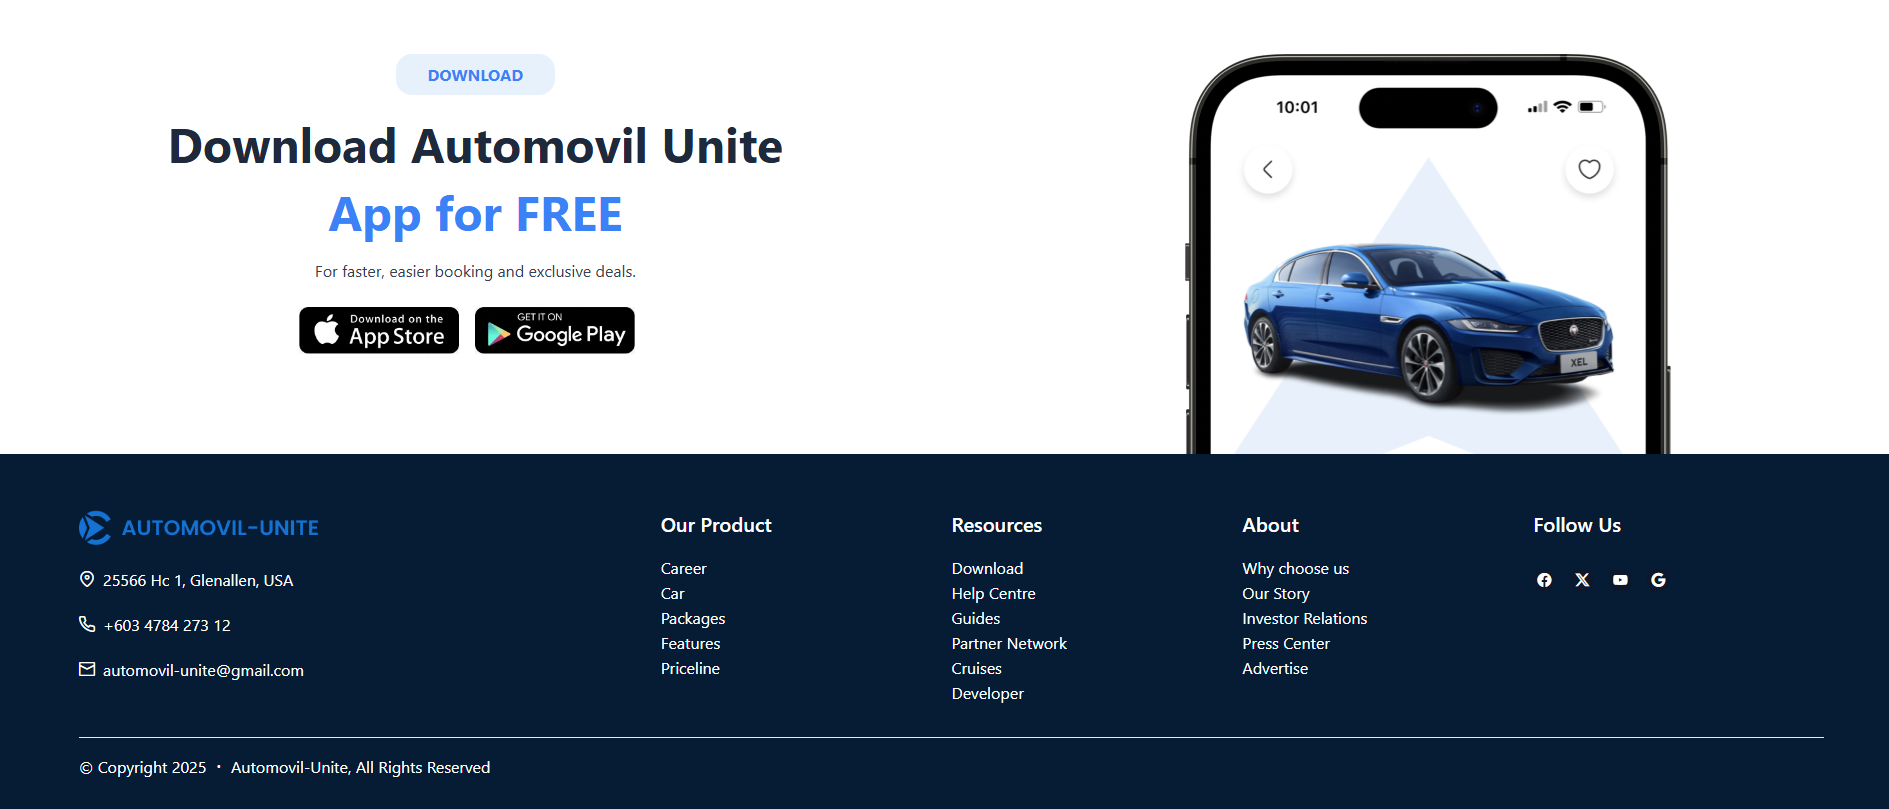 DOWNLOAD
Download Automovil Unite
App for FREE
For faster, easier booking and exclusive deals.
Download on the
App Store
GET IT ON
Google Play
10:01
XEL
AUTOMOVIL-UNITE
25566 Hc 1, Glenallen, USA
+603 4784 273 12
automovil-unite@gmail.com
Our Product
Career
Car
Packages
Features
Priceline
Resources
Download
Help Centre
Guides
Partner Network
Cruises
Developer
About
Why choose us
Our Story
Investor Relations
Press Center
Advertise
Follow Us
© Copyright 2025 · Automovil-Unite, All Rights Reserved